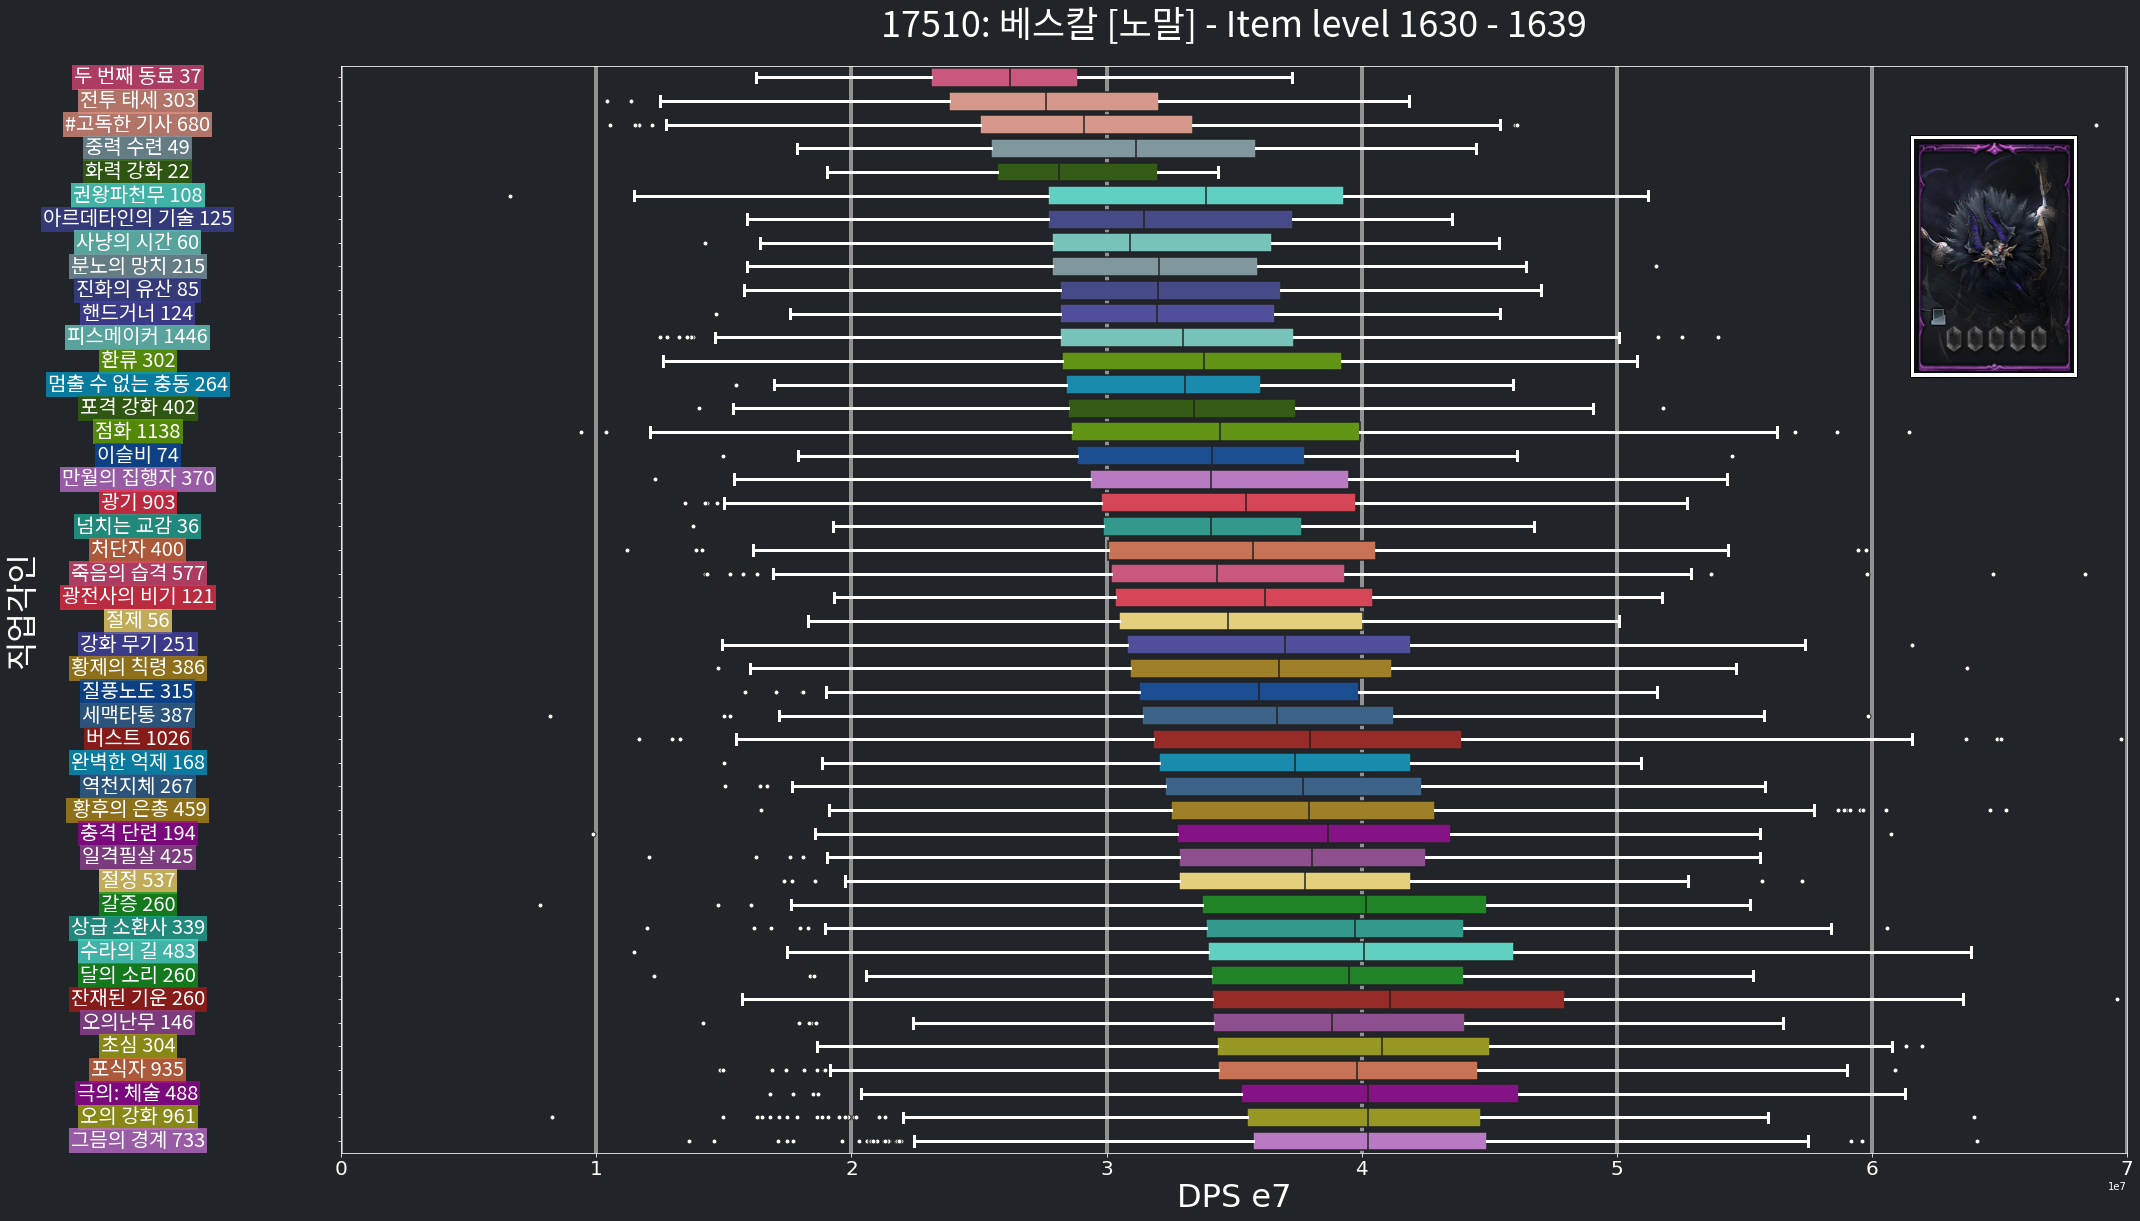 17510: 베스칼 [노말] - Item level 1630 - 1639
두 번째 동료 37
전투 태세 303
#고독한 기사 680
중력 수련 49
화력 강화 22
권왕파천무 108
아르데타인의 기술 125
사냥의 시간 60
분노의 망치 215
진화의 유산 85
핸드거너 124
피스메이커 1446
환류 302
멈출 수 없는 충동 264
포격 강화 402
점화 1138
이슬비 74
만월의 집행자 370
광기 903
넘치는 교감 36
처단자 400
죽음의 습격 577
광전사의 비기 121
절제 56
강화 무기 251
황제의 칙령 386
질풍노도 315
세맥타통 387
버스트 1026
완벽한 억제 168
역천지체 267
황후의 은총 459
충격 단련 194
일격필살 425
절정 537
갈증 260
상급 소환사 339
수라의 길 483
달의 소리 260
잔재된 기운 260
오의난무 146
초심 304
포식자 935
극의: 체술 488
오의 강화 961
그믐의 경계 733
직업각인
0 1 2 3 4 5 6 7
1e7
DPS e7